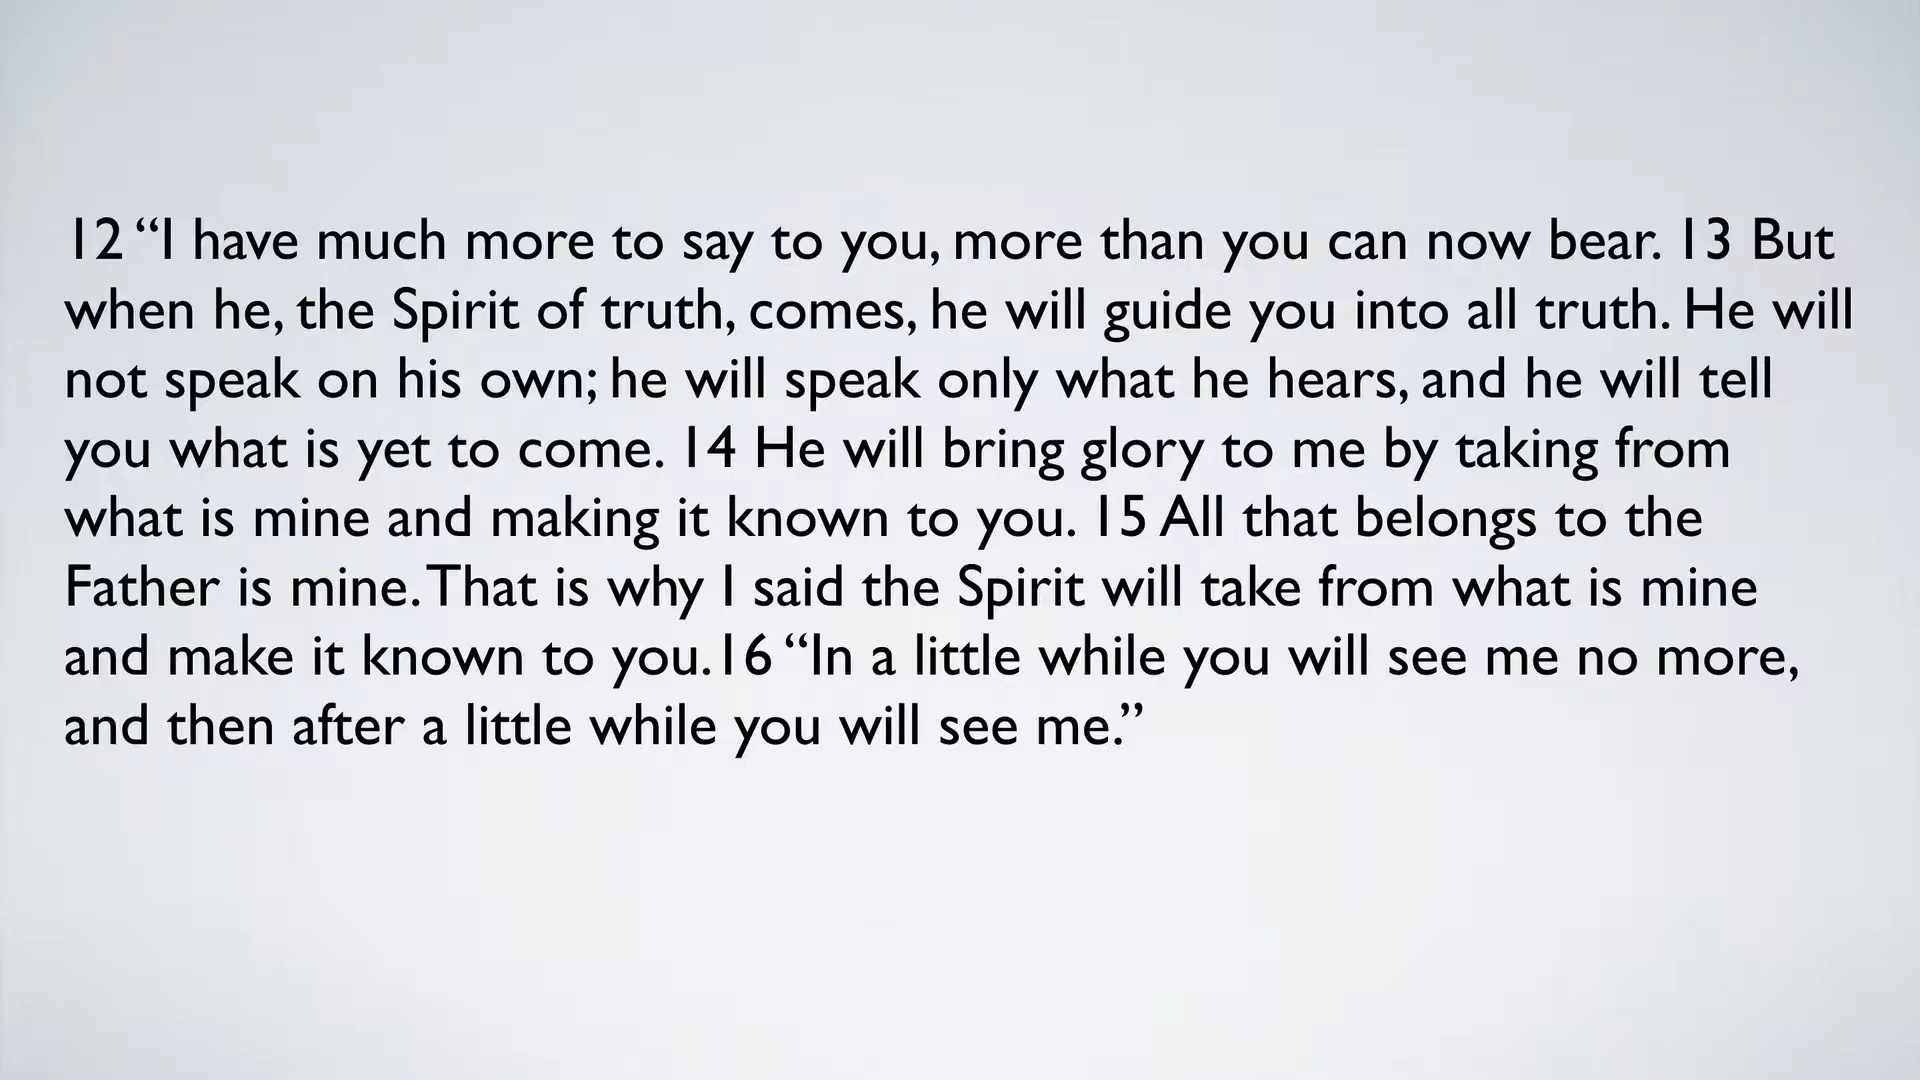 12 “I have much more to say to you, more than you can now bear. 13 But
when he, the Spirit of truth, comes, he will guide you into all truth. He will
not speak on his own; he will speak only what he hears, and he will tell
you what is yet to come. 14 He will bring glory to me by taking from
what is mine and making it known to you. 15 All that belongs to the
Father is mine. That is why I said the Spirit will take from what is mine
and make it known to you.16 “In a little while you will see me no more,
and then after a little while you will see me.”